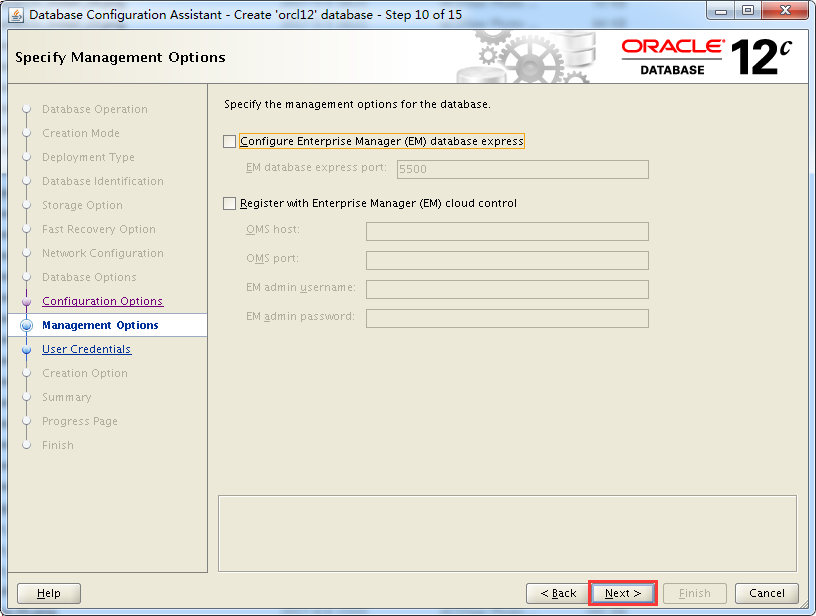 Database Configuration Assistant - Create 'orcl12' database - Step 10 of 15
Specify Management Options
ORACLE®
DATABASE
12c
Database Operation
Creation Mode
Deployment Type
Database Identification
Storage Option
Fast Recovery Option
Network Configuration
Database Options
Configuration Options
Management Options
User Credentials
Creation Option
Summary
Progress Page
Finish
Specify the management options for the database.
Configure Enterprise Manager (EM) database express
EM database express port: 5500
Register with Enterprise Manager (EM) cloud control
OMS host:
OMS port:
EM admin username:
EM admin password:
Help
< Back
Next >
Finish
Cancel